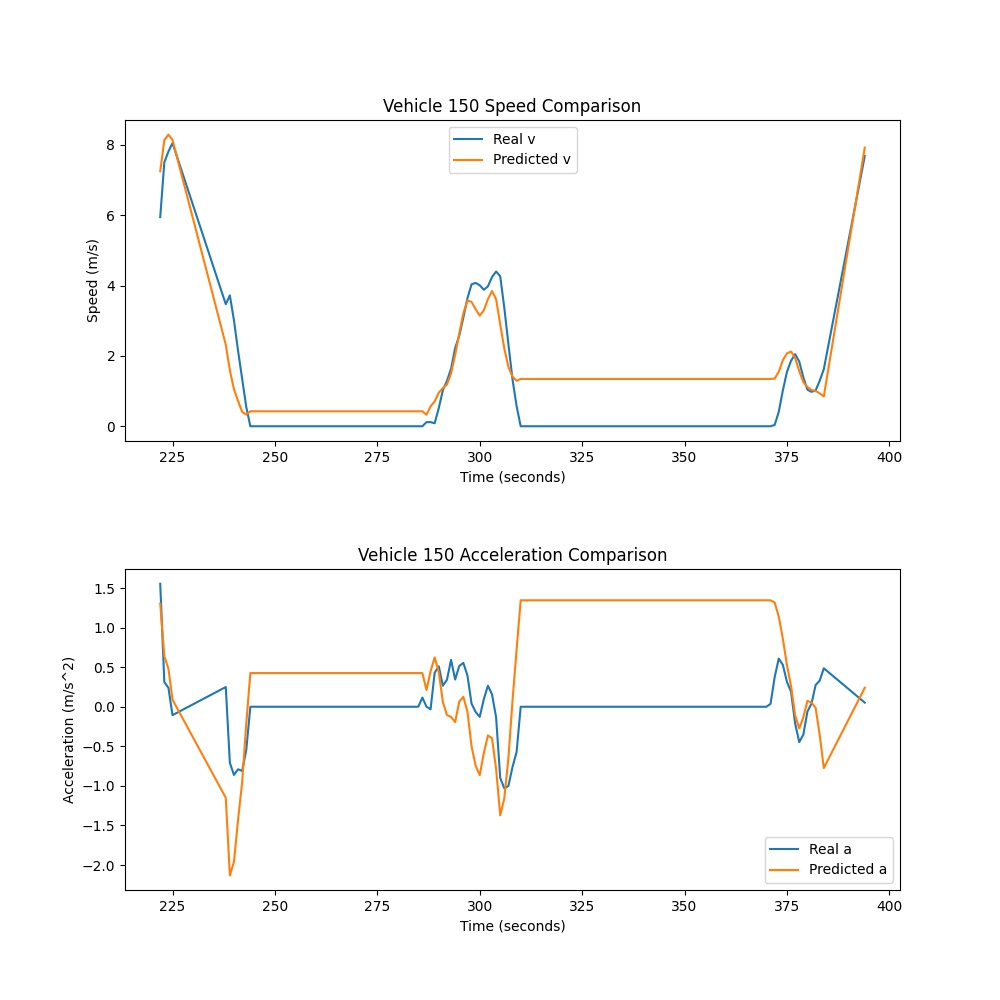 Vehicle 150 Speed Comparison
Real v
Predicted v
8
6
4
2
0
Speed (m/s)
225 250 275 300 325 350 375 400
Time (seconds)
Vehicle 150 Acceleration Comparison
1.5
1.0
0.5
0.0
−0.5
−1.0
−1.5
−2.0
Acceleration (m/s^2)
Real a
Predicted a
225 250 275 300 325 350 375 400
Time (seconds)